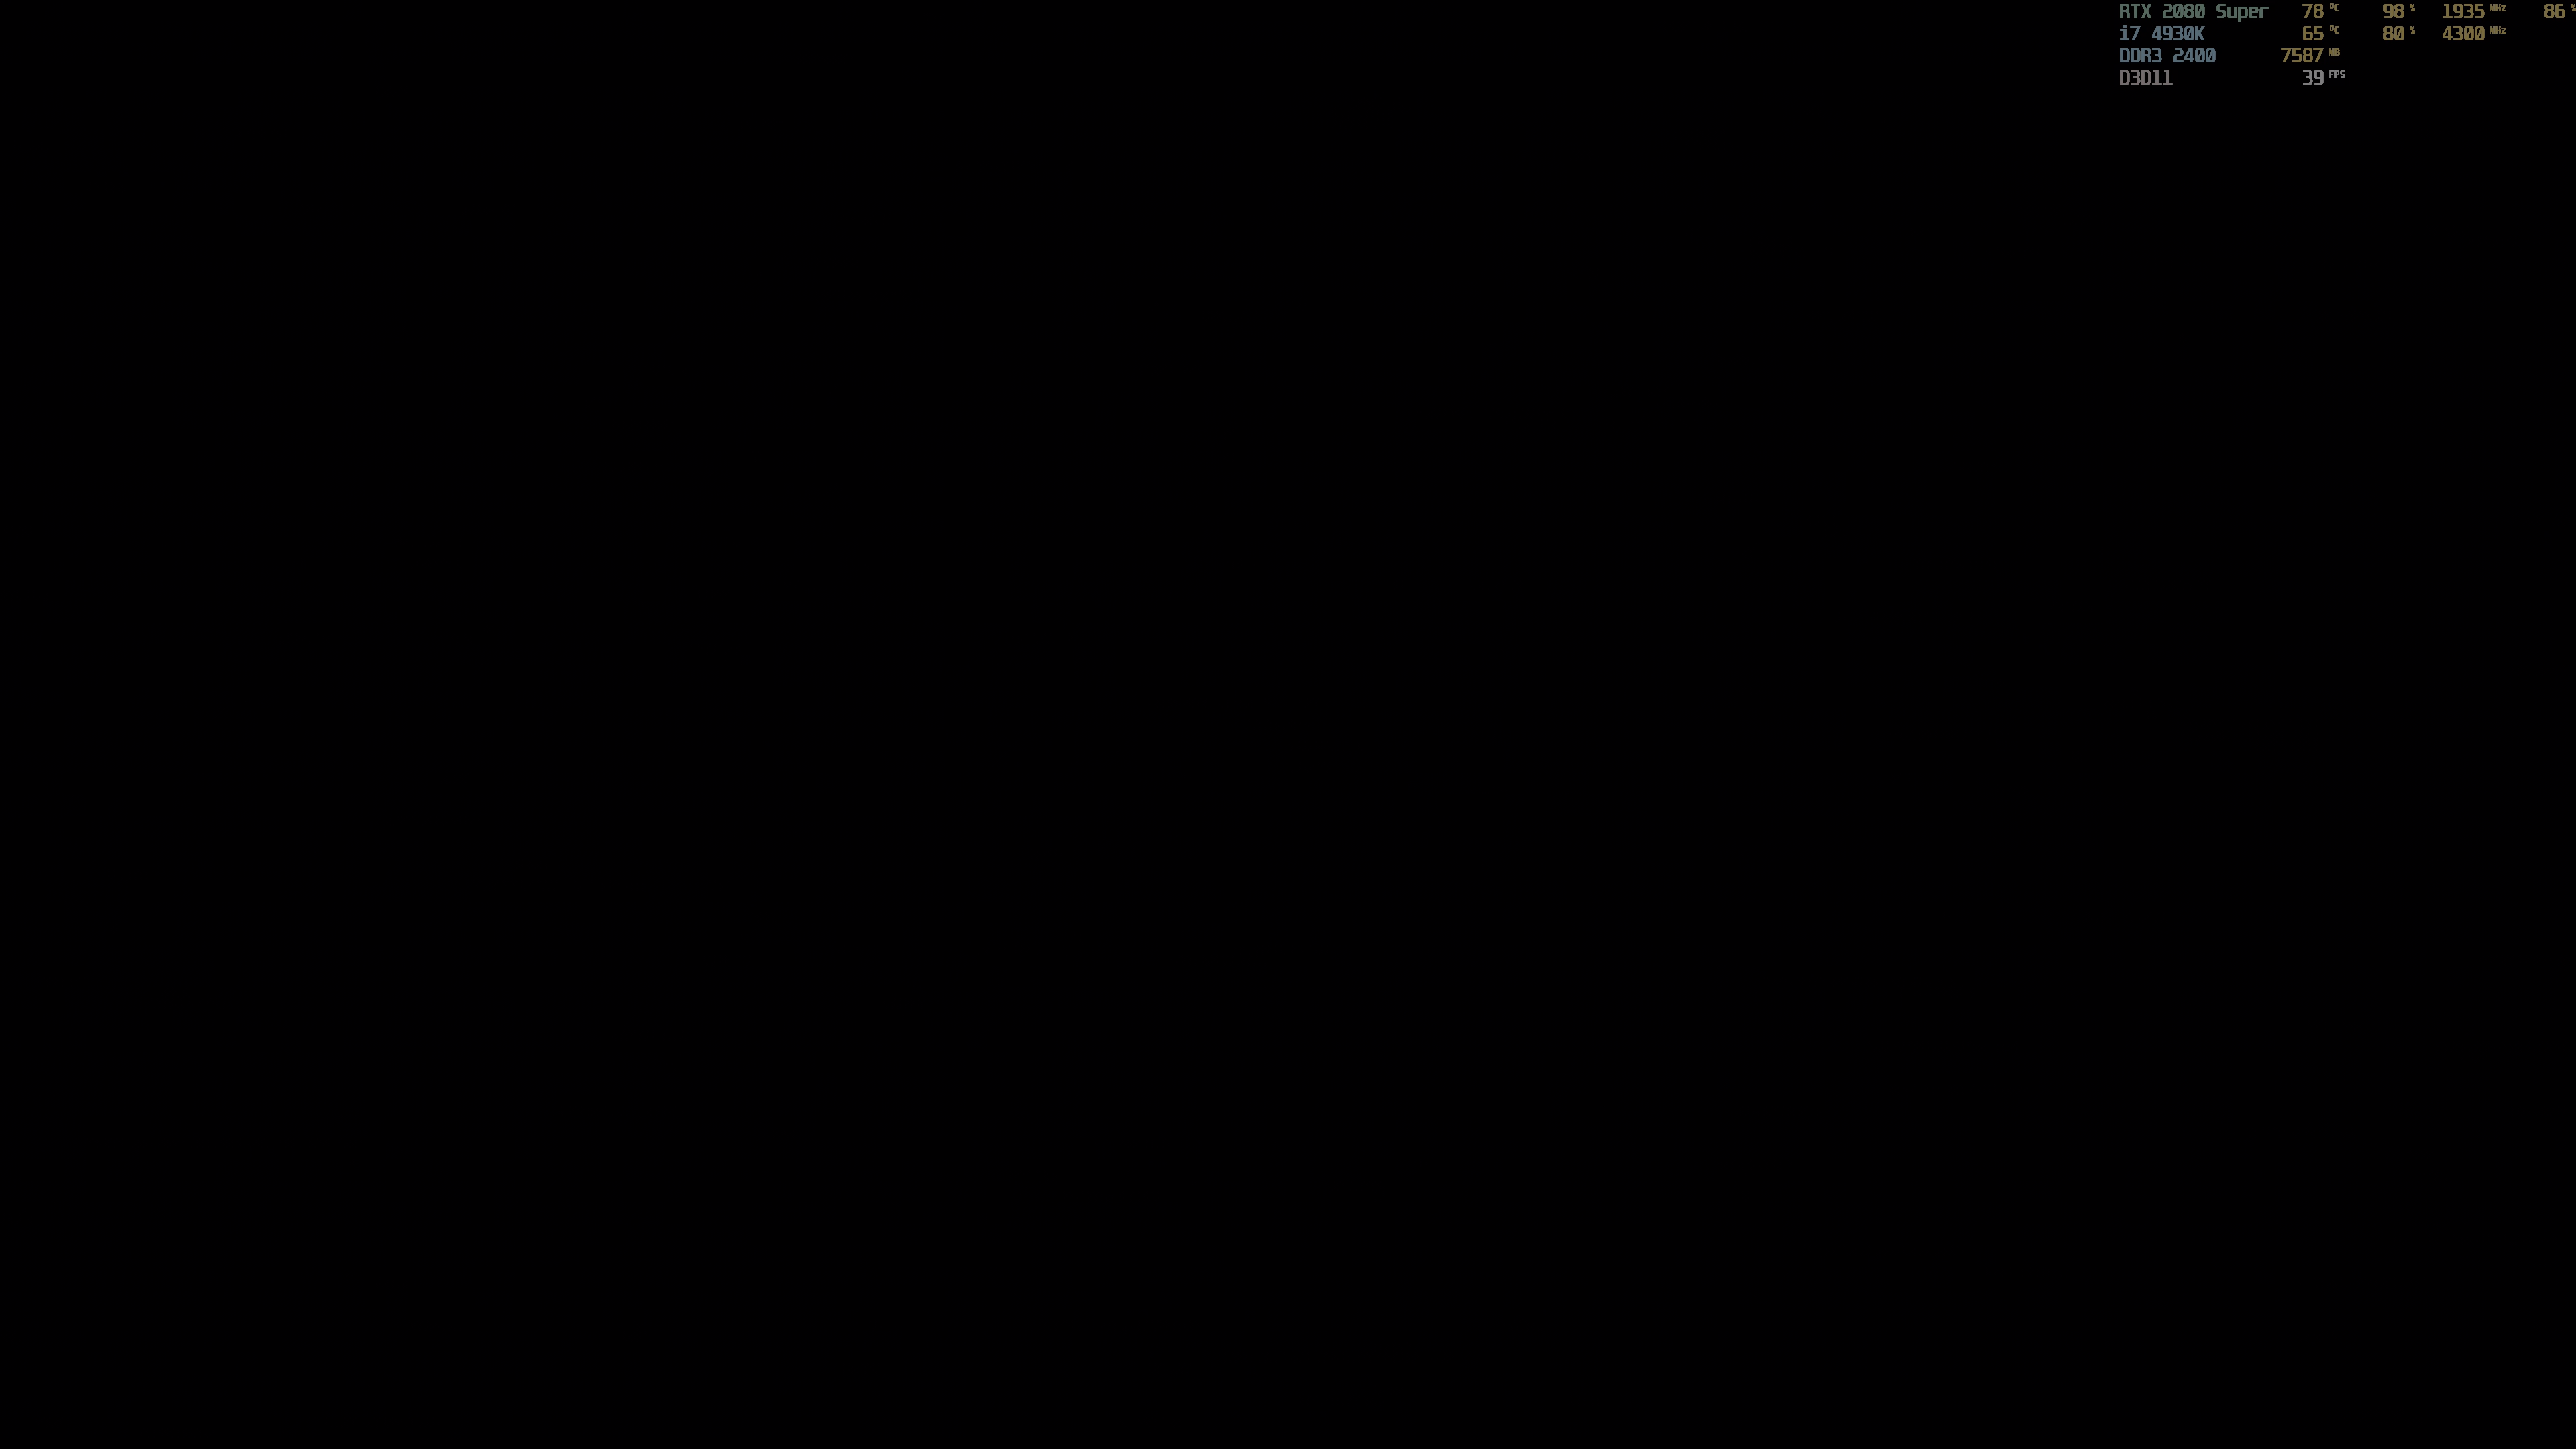 RTX 2080 Super 78 °C 98 % 1935 MHz 86 %
i7 4930K 65 °C 80 % 4300 MHz
DDR3 2400 7587 MB
D3D11 39 FPS